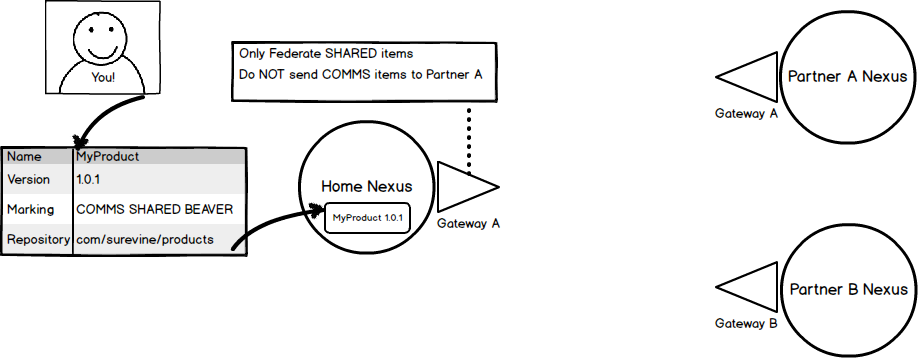 You!
Only Federate SHARED items
Do NOT send COMMS items to Partner A
Name MyProduct
Version 1.0.1
Marking COMMS SHARED BEAVER
Repository com/surevine/products
Home Nexus
MyProduct 1.0.1
Gateway A
Partner A Nexus
Gateway A
Partner B Nexus
Gateway B